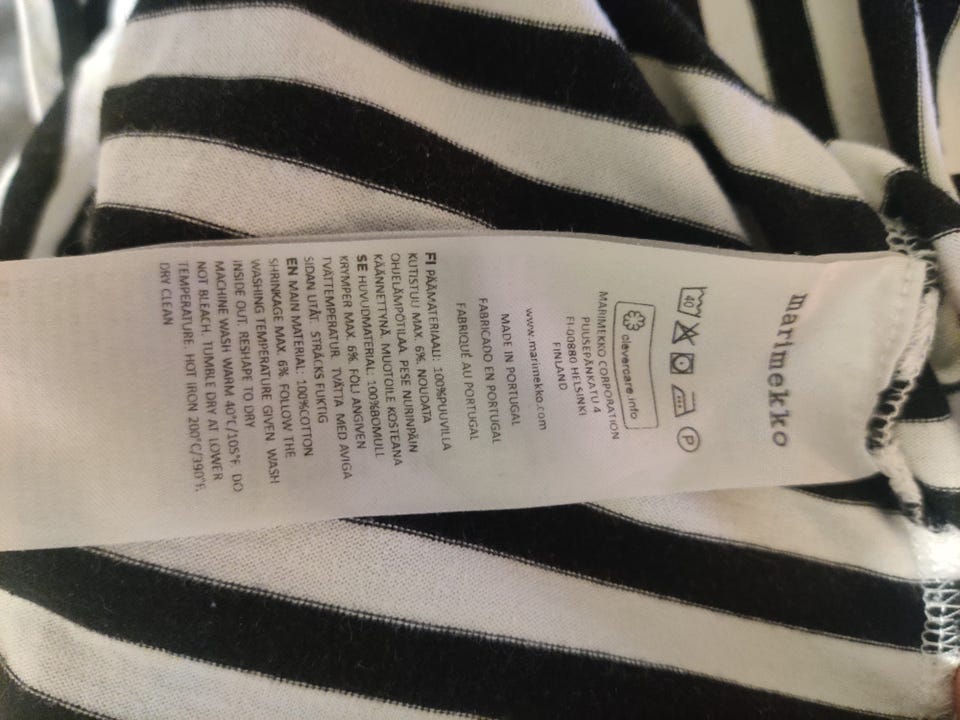 marimekko
40 P
clevercare.info
MARIMEKKO CORPORATION
PUUSEPÄNKATU 4
FI-00880 HELSINKI
FINLAND
www.marimekko.com
MADE IN PORTUGAL
FABRICADO EN PORTUGAL
FABRIQUÉ AU PORTUGAL
FI PÄÄMATERIAALI: 100%PUUVILLA
KUTISTUU MAX. 6%. NOUDATA
OHJELÄMPÖTILAA. PESE NURINPÄIN
KÄÄNNETTYNÄ. MUOTOILE KOSTEANA
SE HUVUDMATERIAL: 100%BOMULL
KRYMPER MAX. 6%. FÖLJ ANGIVEN
TVÄTTEMPERATUR. TVÄTTA MED AVIGA
SIDAN UTÅT. STRÄCKS FUKTIG
EN MAIN MATERIAL: 100%COTTON
SHRINKAGE MAX. 6%. FOLLOW THE
WASHING TEMPERATURE GIVEN. WASH
INSIDE OUT. RESHAPE TO DRY
MACHINE WASH WARM 40°C/105°F. DO
NOT BLEACH. TUMBLE DRY AT LOWER
TEMPERATURE. HOT IRON 200°C/390°F.
DRY CLEAN